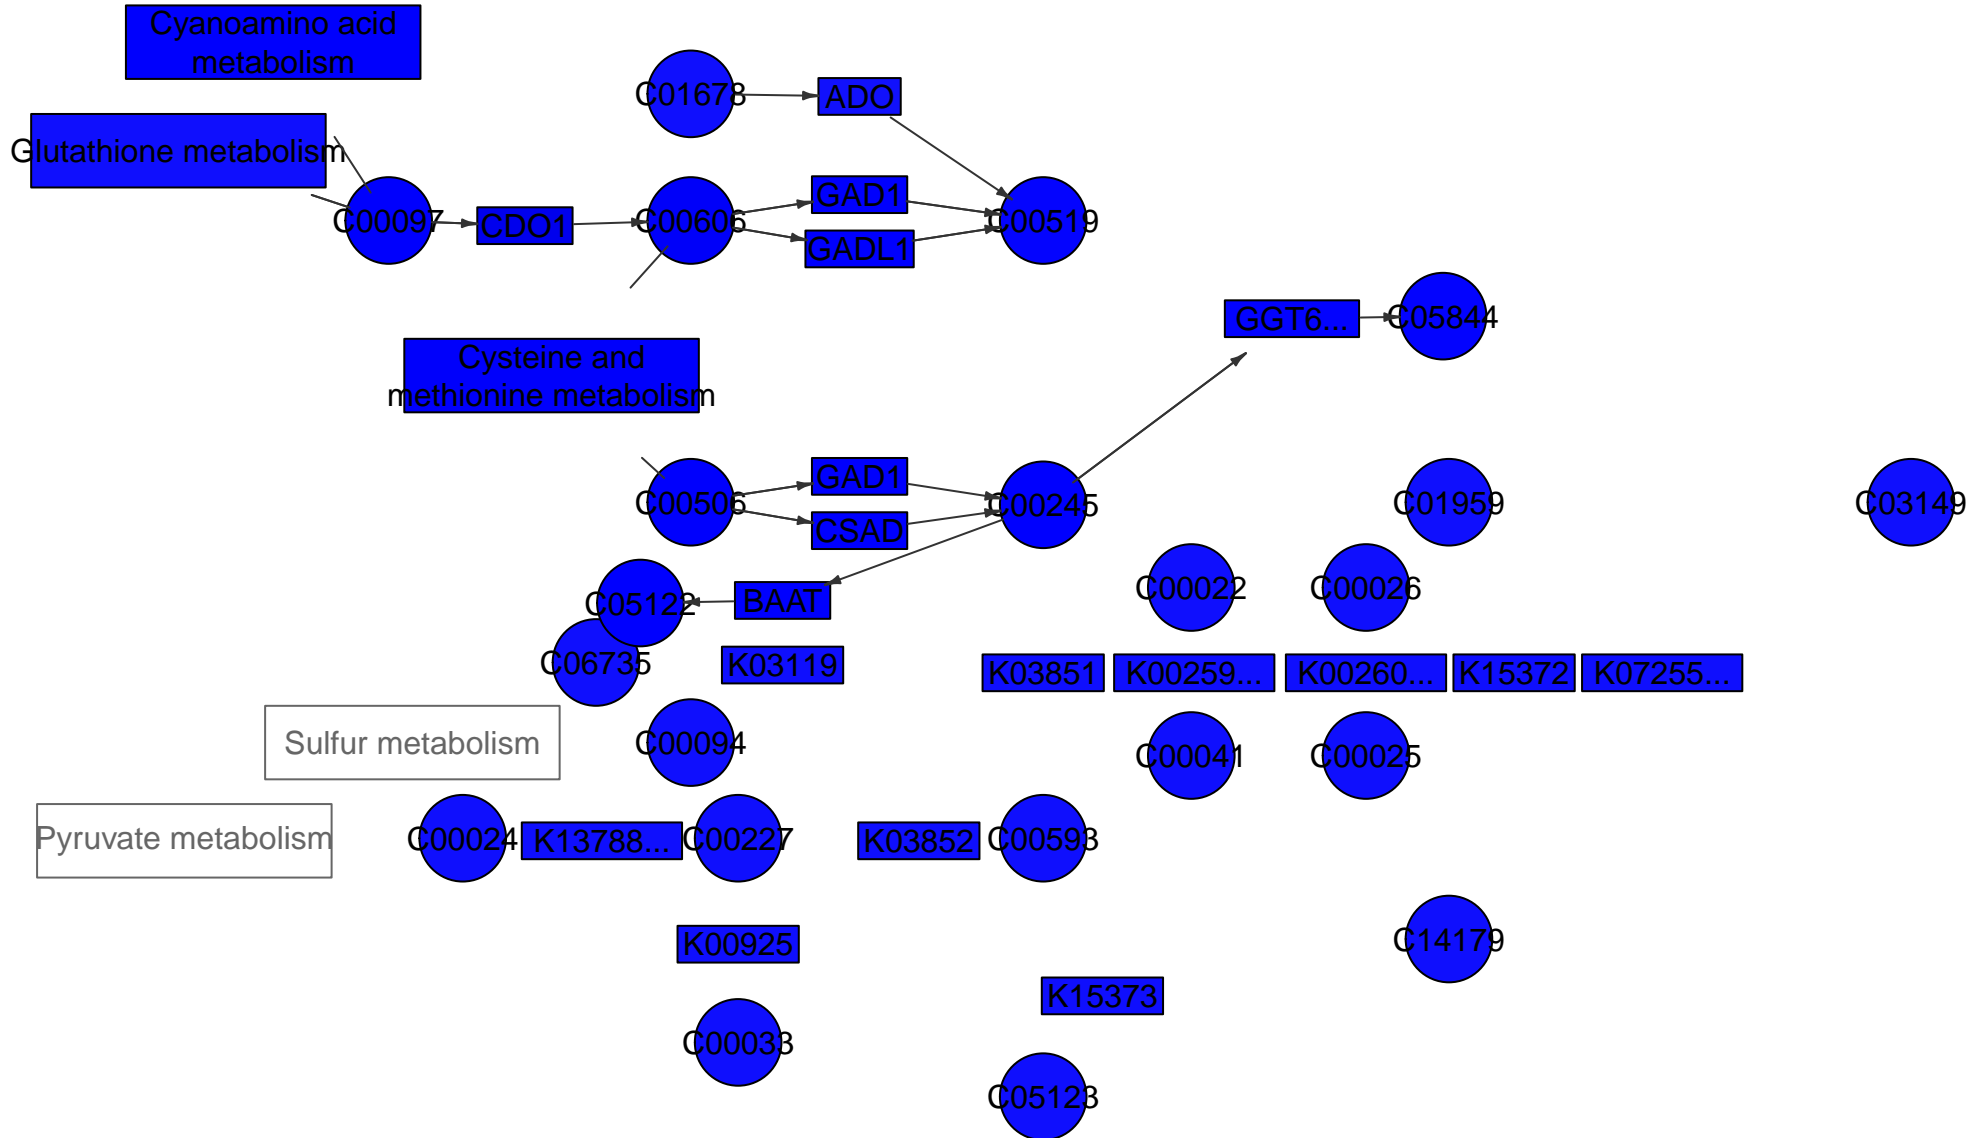 Cyanoamino acid
metabolism
C01678
ADO
Glutathione metabolism
C00097
CDO1
C00606
GAD1
GADL1
C00519
GGT6...
C05844
Cysteine and
methionine metabolism
C00506
GAD1
CSAD
C00245
C01959
C03149
C05122
BAAT
C00022
C00026
C06735
K03119
K03851
K00259...
K00260...
K15372
K07255...
Sulfur metabolism
C00094
C00041
C00025
Pyruvate metabolism
C00024
K13788...
C00227
K03852
C00593
K00925
C14179
K15373
C00033
C05123